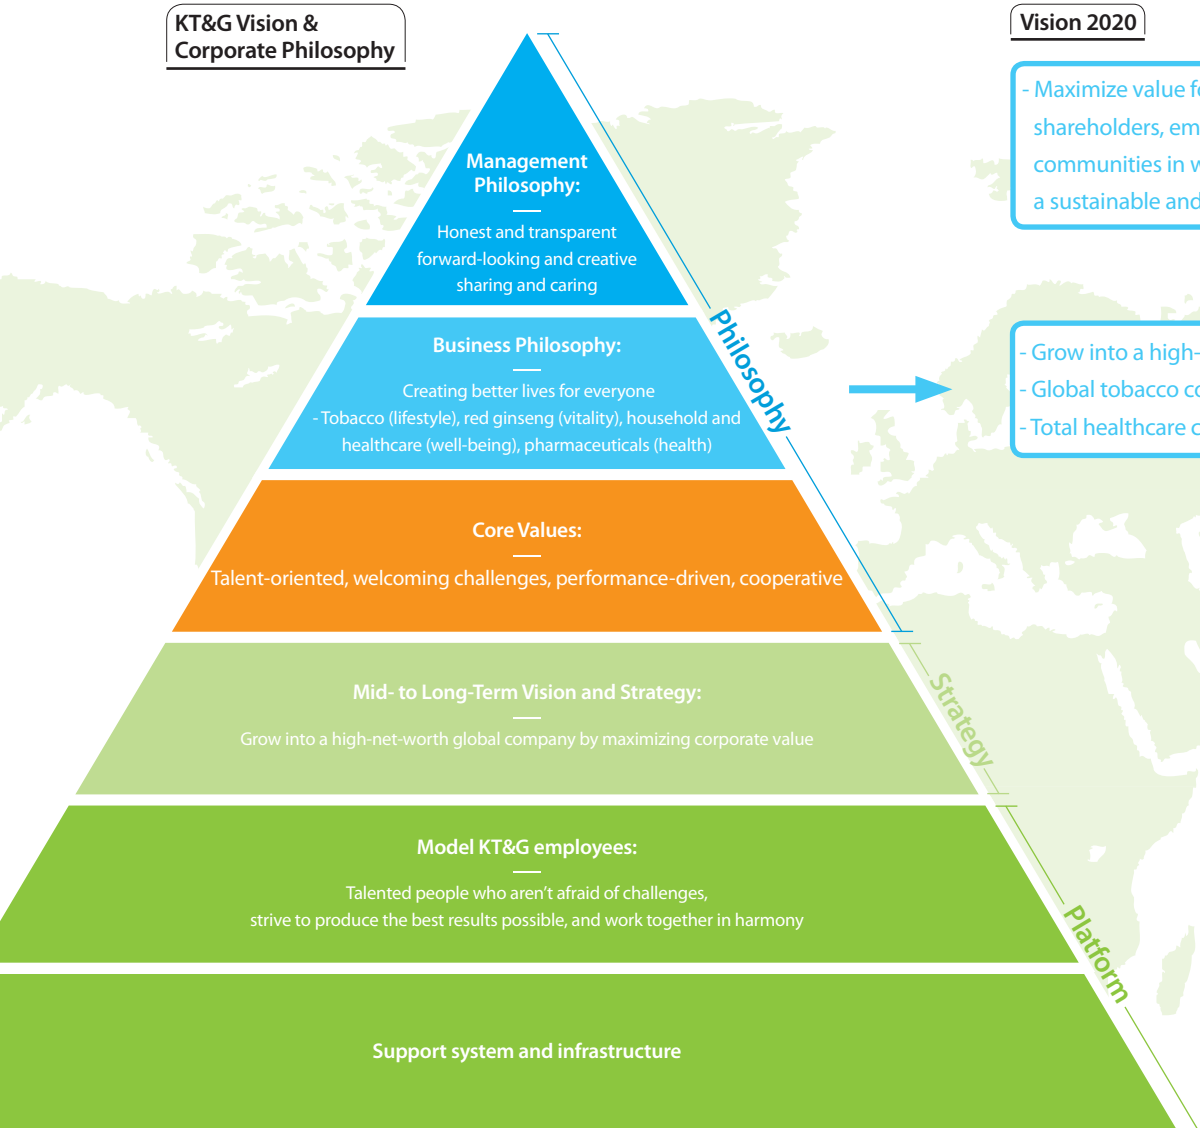 KT&G Vision &
Corporate Philosophy
Management
Philosophy:
Honest and transparent
forward-looking and creative
sharing and caring
Business Philosophy:
Creating better lives for everyone
- Tobacco (lifestyle), red ginseng (vitality), household and
healthcare (well-being), pharmaceuticals (health)
Core Values:
Talent-oriented, welcoming challenges, performance-driven, cooperative
Mid- to Long-Term Vision and Strategy:
Grow into a high-net-worth global company by maximizing corporate value
Model KT&G employees:
Talented people who aren't afraid of challenges,
strive to produce the best results possible, and work together in harmony
Support system and infrastructure
Philosophy
Strategy
Platform
Vision 2020
- Maximize value
shareholders,
communities in
a sustainable and
- Grow into a high-
- Global tobacco
- Total healthcare